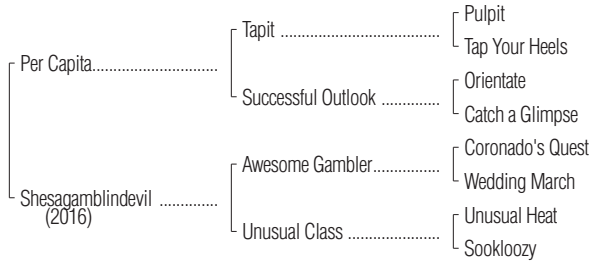 Pulpit
Tapit ........................................
Tap Your Heels
Per Capita...............................
Orientate
Successful Outlook ..............
Catch a Glimpse
Coronado's Quest
Awesome Gambler.................
Wedding March
Shesagamblindevil ..............
(2016)
Unusual Heat
Unusual Class .......................
Sookloozy